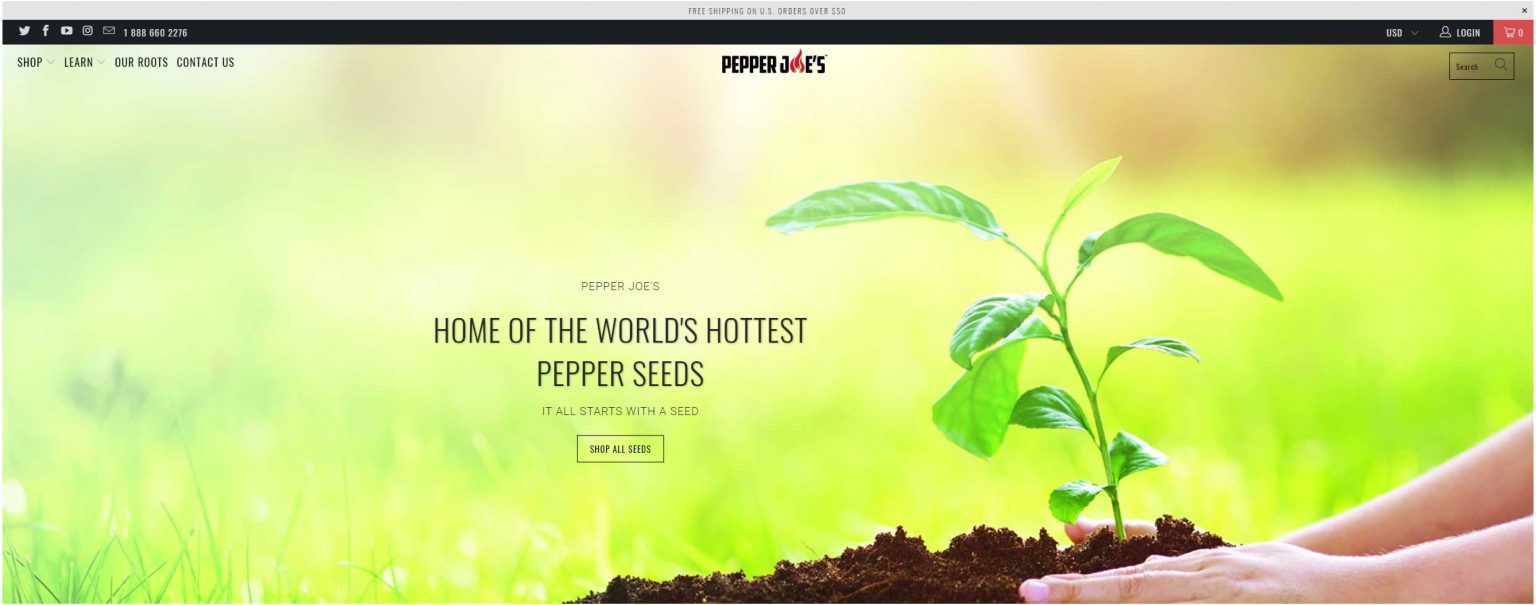 FREE SHIPPING ON U.S. ORDERS OVER $50
1 888 660 2276
USD
LOGIN
0
SHOP
LEARN
OUR ROOTS
CONTACT US
PEPPER JOE'S
Search
PEPPER JOE'S
HOME OF THE WORLD'S HOTTEST
PEPPER SEEDS
IT ALL STARTS WITH A SEED
SHOP ALL SEEDS